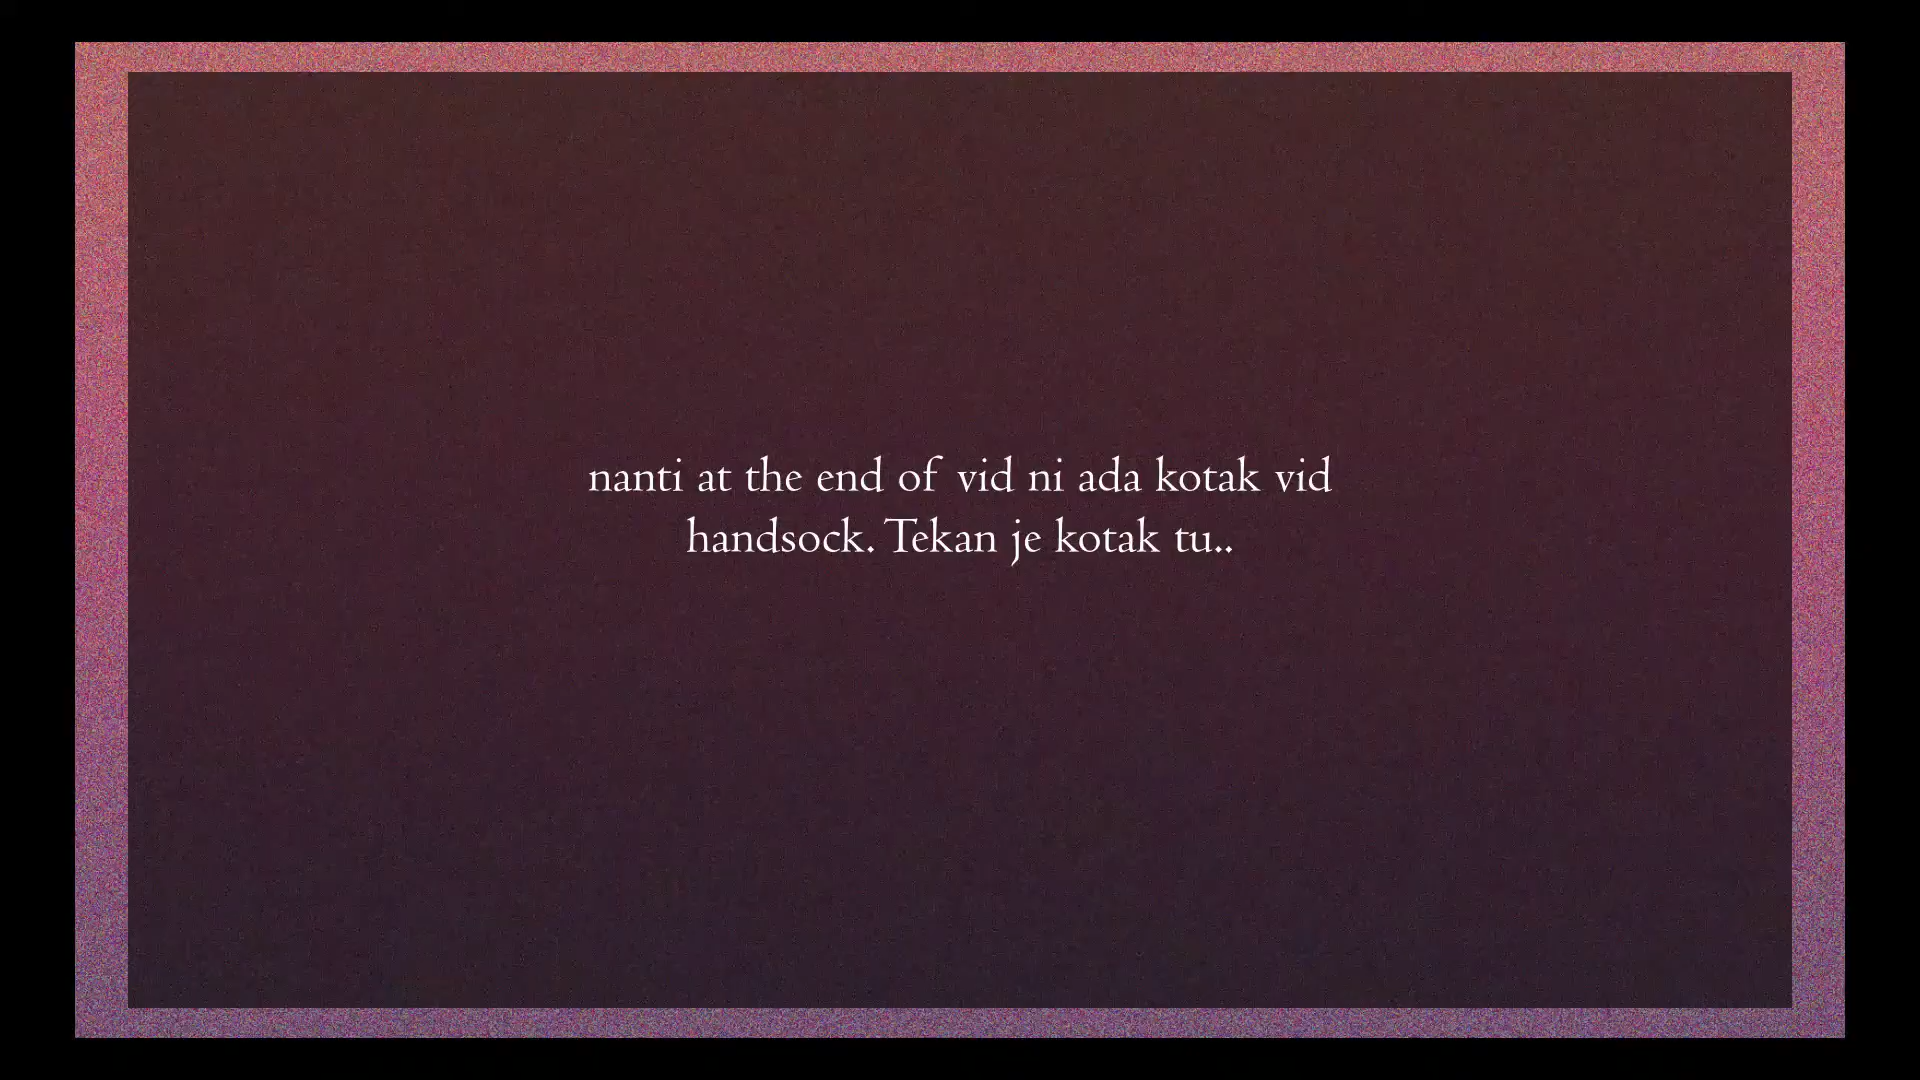 nanti at the end of vid ni ada kotak vid
handsock. Tekan je kotak tu..